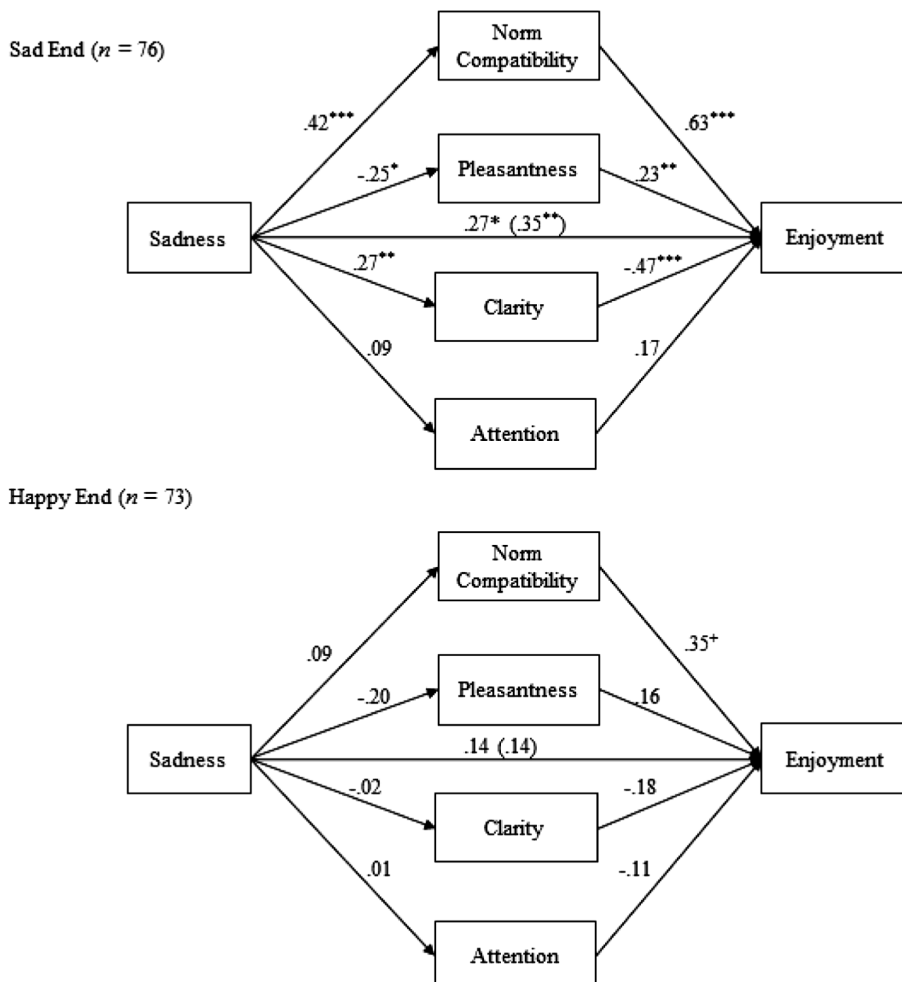 Sad End (n = 76)
Norm
Compatibility
.42***
.63***
Pleasantness
-.25*
.23**
.27* (.35**)
Sadness
Enjoyment
.27**
-.47***
Clarity
.09
.17
Attention
Happy End (n = 73)
Norm
Compatibility
.09
.35+
Pleasantness
-.20
.16
.14 (.14)
Sadness
Enjoyment
-.02
-.18
Clarity
.01
-.11
Attention